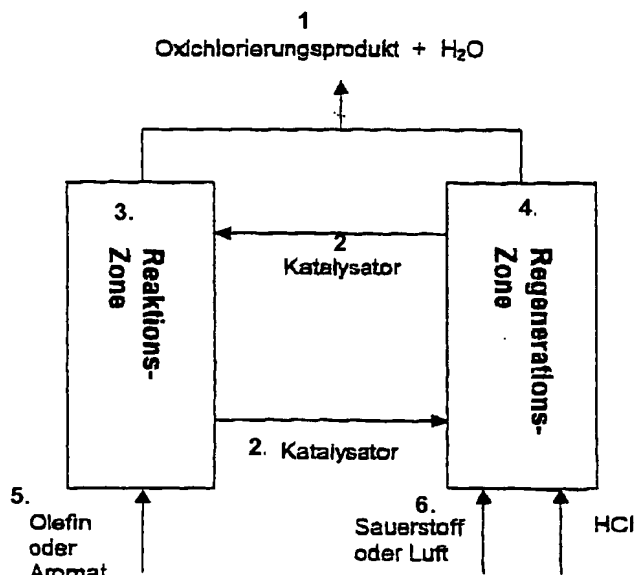 1
Oxichlorierungsprodukt + H₂O
3.
Reaktions-
Zone
4.
Regenerations-
Zone
2
Katalysator
2. Katalysator
5.
Olefin
oder
Aromat
6.
Sauerstoff
oder Luft
HCl